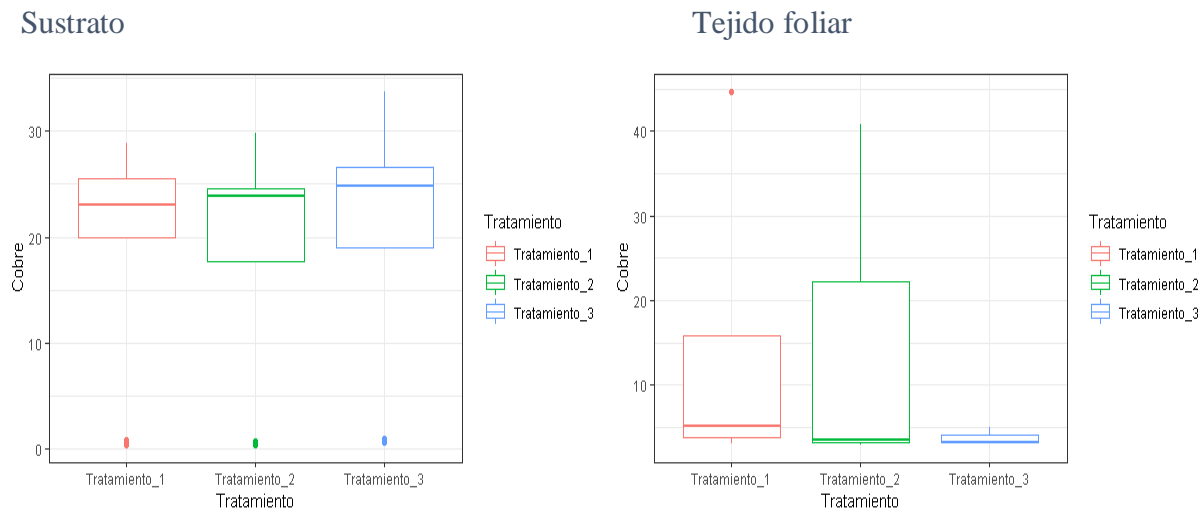 Sustrato
Tejido foliar
Cobre
30
20
10
0
Tratamiento_1
Tratamiento_2
Tratamiento_3
Tratamiento
Tratamiento
Tratamiento_1
Tratamiento_2
Tratamiento_3
Cobre
40
30
20
10
Tratamiento_1
Tratamiento_2
Tratamiento_3
Tratamiento
Tratamiento
Tratamiento_1
Tratamiento_2
Tratamiento_3